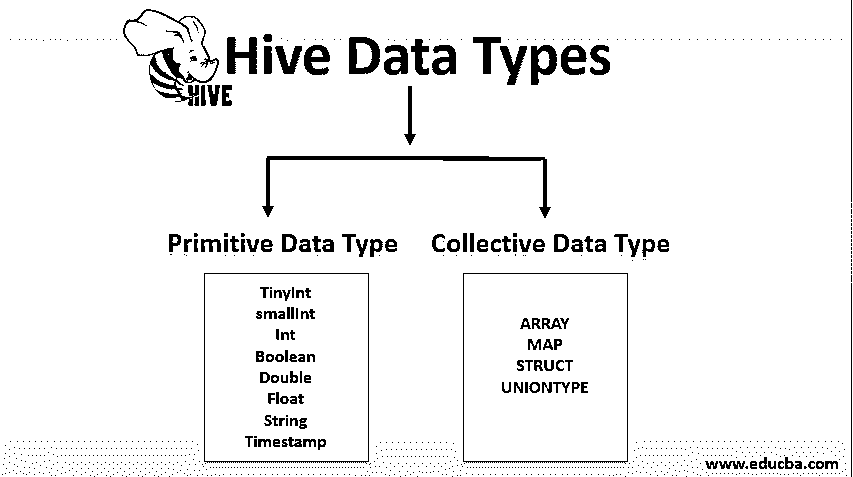 Hive Data Types
HIVE
Primitive Data Type
Collective Data Type
TinyInt
smallInt
Int
Boolean
Double
Float
String
Timestamp
ARRAY
MAP
STRUCT
UNIONTYPE
www.educba.com